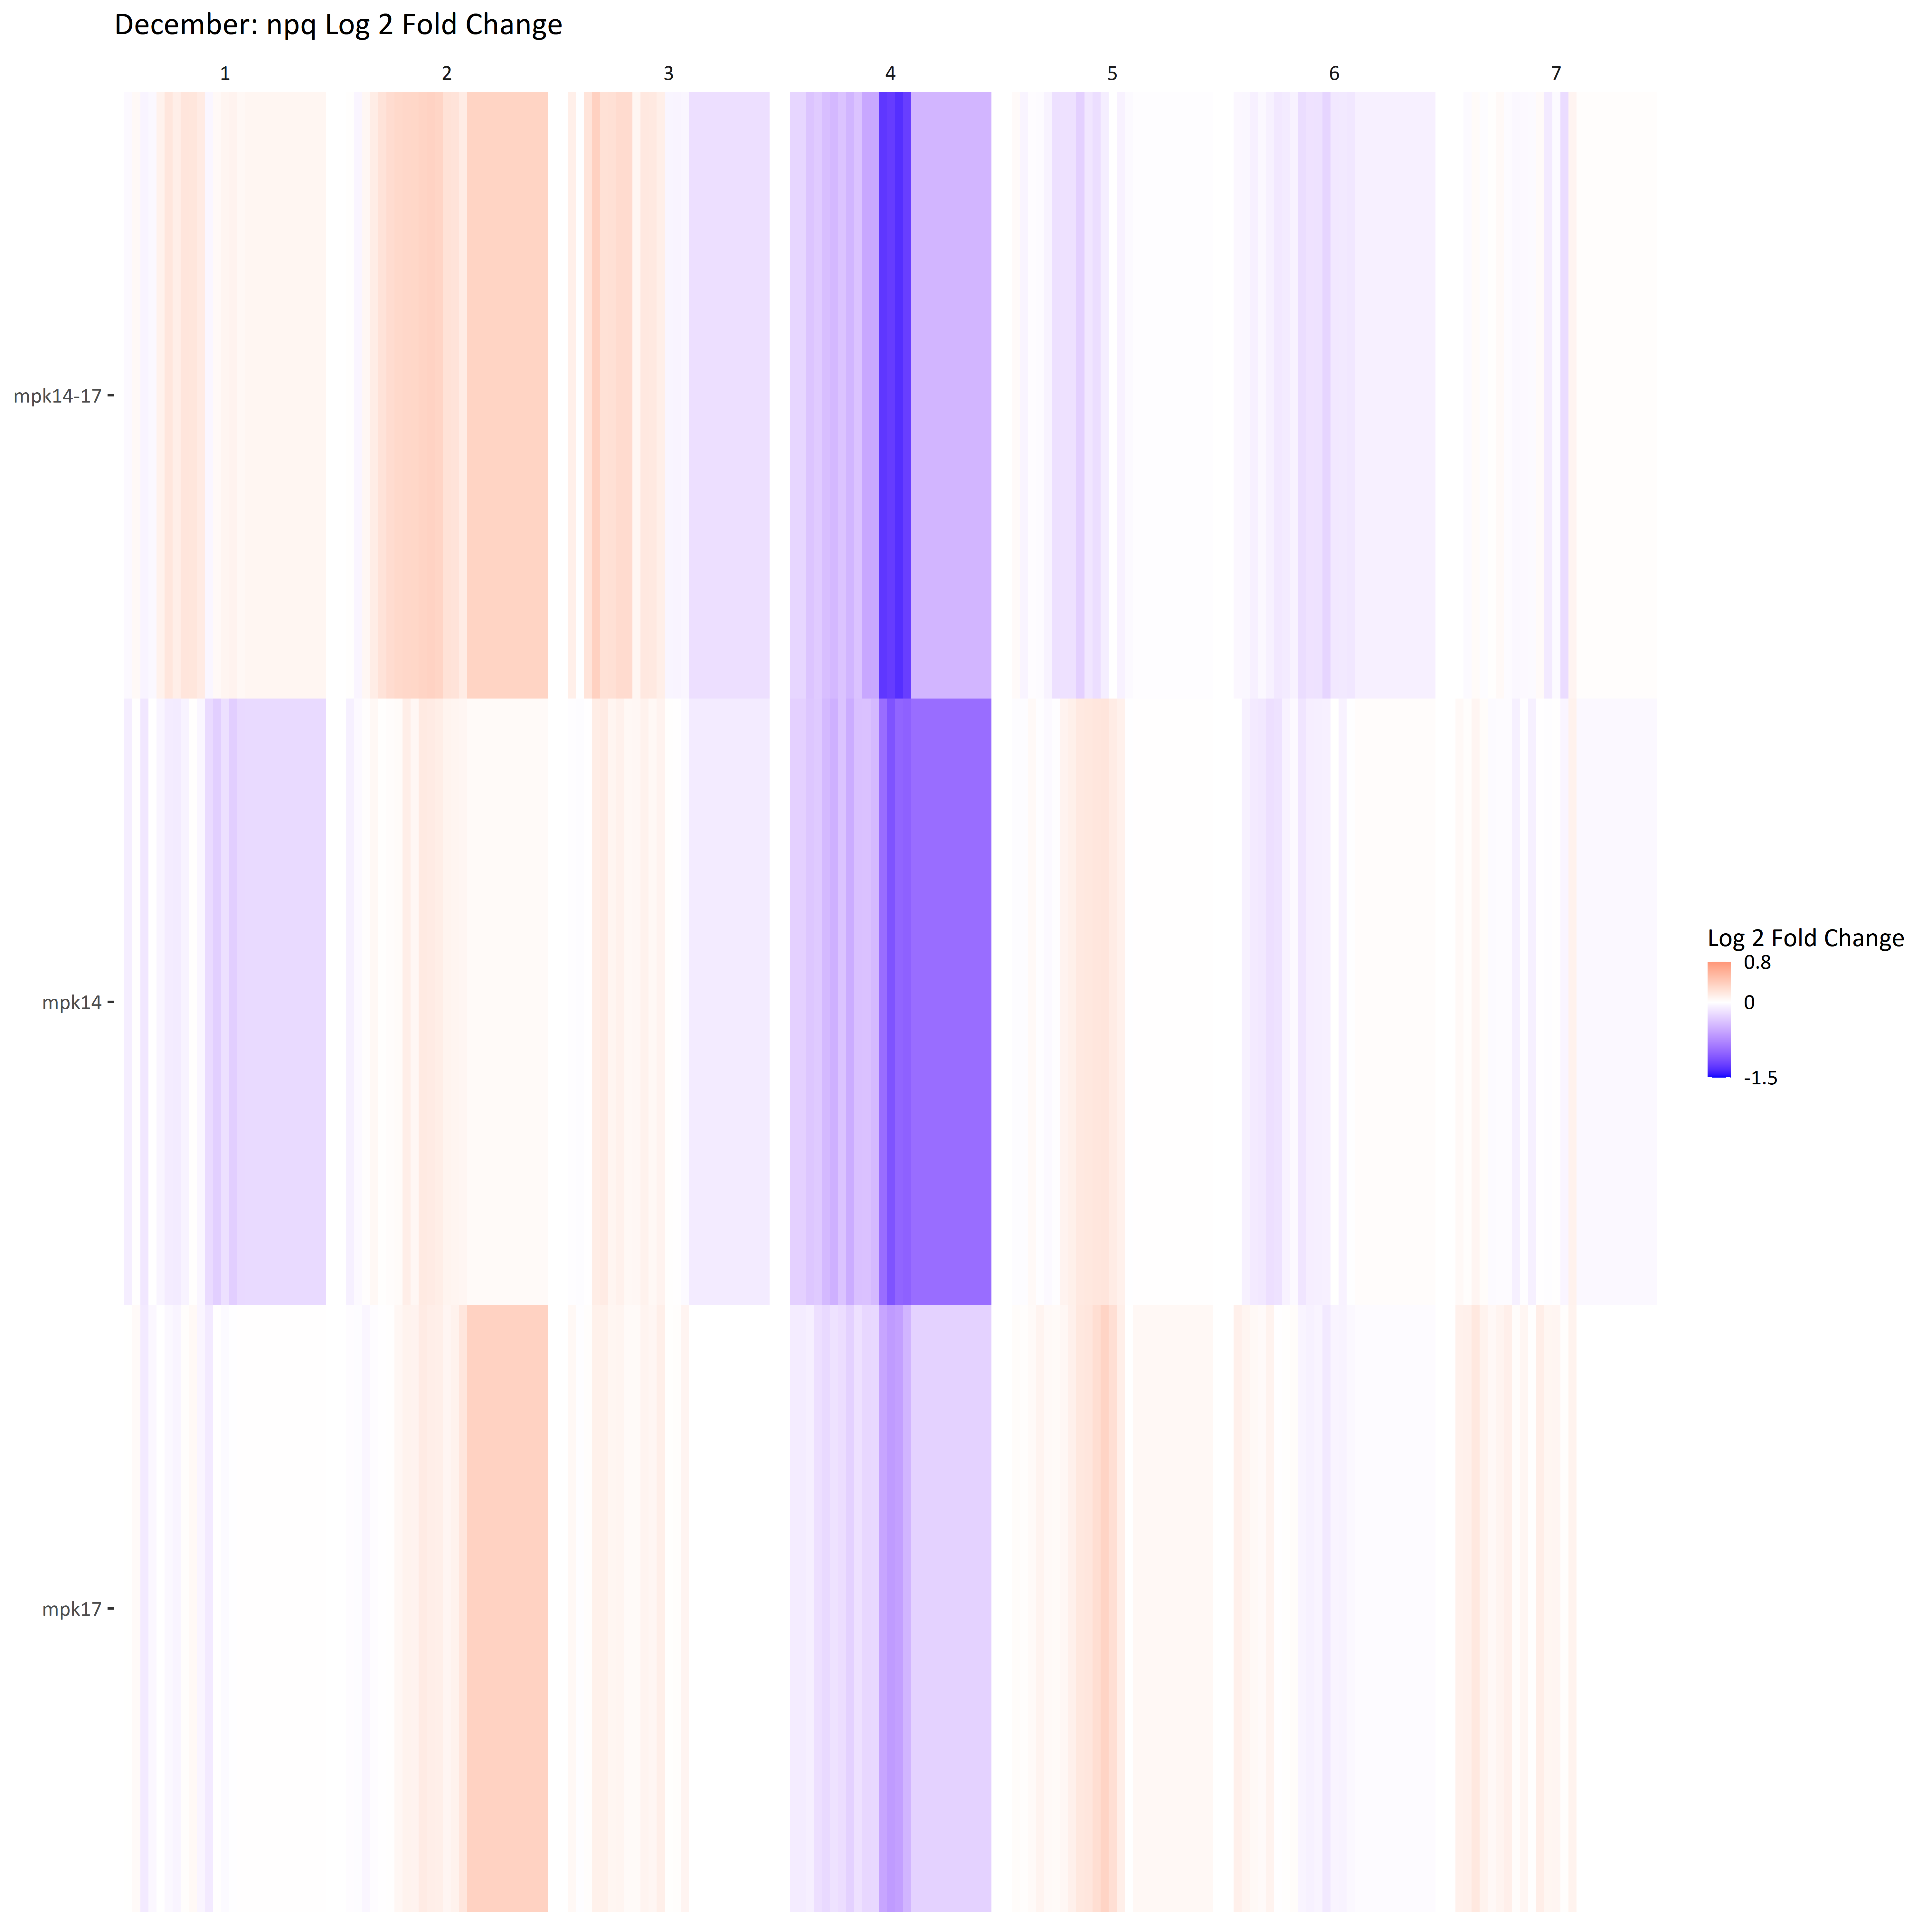 December: npq Log 2 Fold Change
1 2 3 4 5 6 7
mpk14-17
mpk14
Log 2 Fold Change
0.8
0
-1.5
mpk17